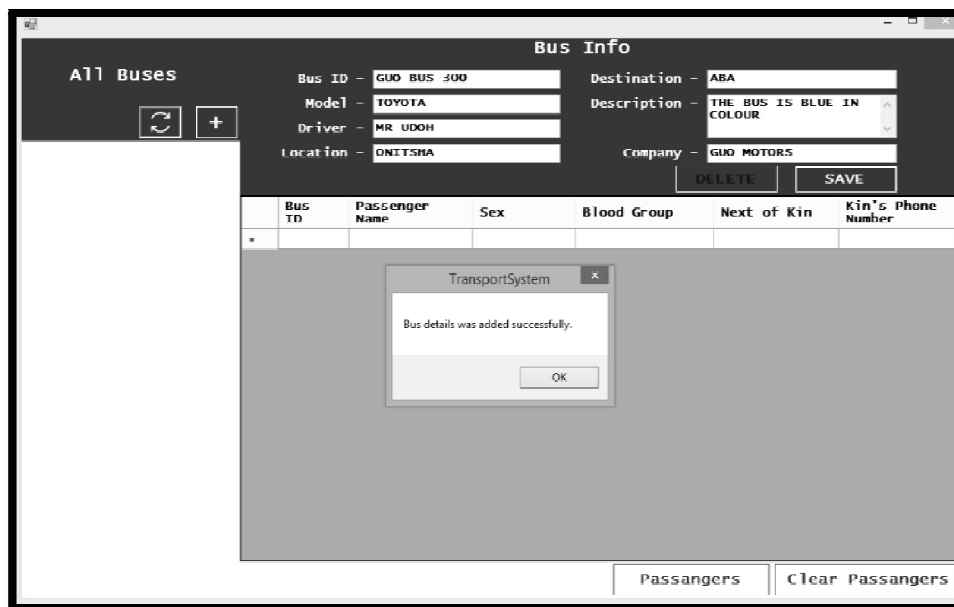 Bus Info
All Buses
Bus ID - GUO BUS 300
Destination - ABA
Model - TOYOTA
Description - THE BUS IS BLUE IN
COLOUR
Driver - MR UDOH
Location - ONITSHA
Company - GUO MOTORS
+
DELETE
SAVE
Bus ID
Passenger Name
Sex
Blood Group
Next of Kin
Kin's Phone Number
TransportSystem
x
Bus details was added successfully.
OK
Passangers
Clear Passangers